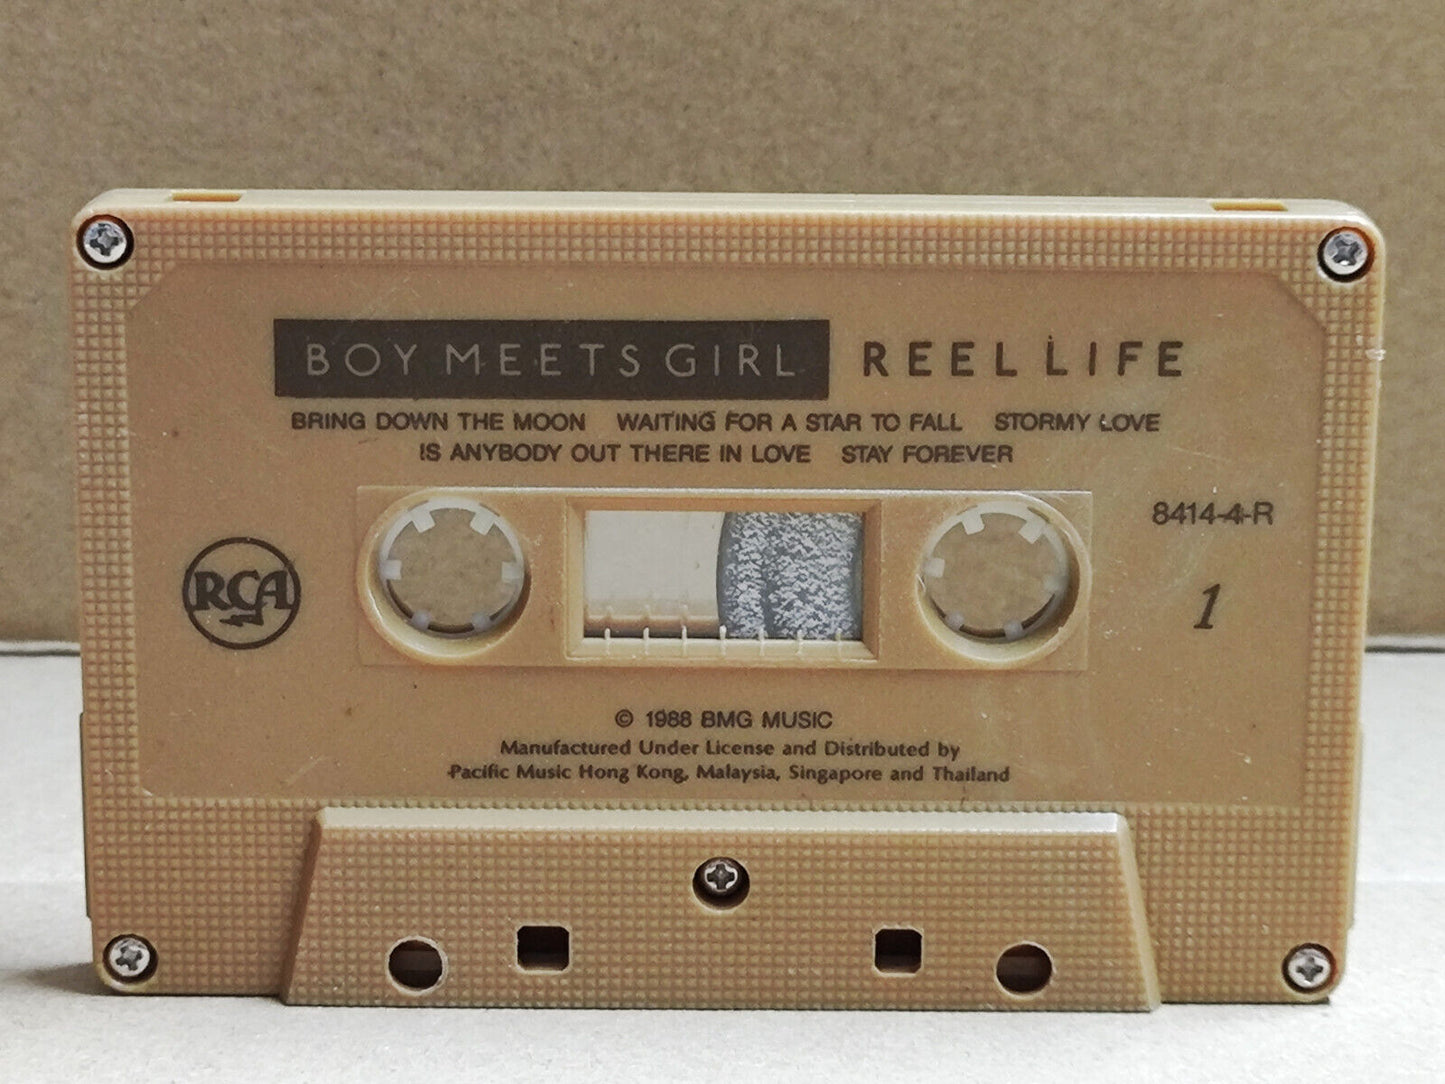 BOY MEETS GIRL REEL LIFE
BRING DOWN THE MOON WAITING FOR A STAR TO FALL STORMY LOVE
IS ANYBODY OUT THERE IN LOVE STAY FOREVER
8414-4-R
RCA
1
© 1988 BMG MUSIC
Manufactured Under License and Distributed by
Pacific Music Hong Kong, Malaysia, Singapore and Thailand